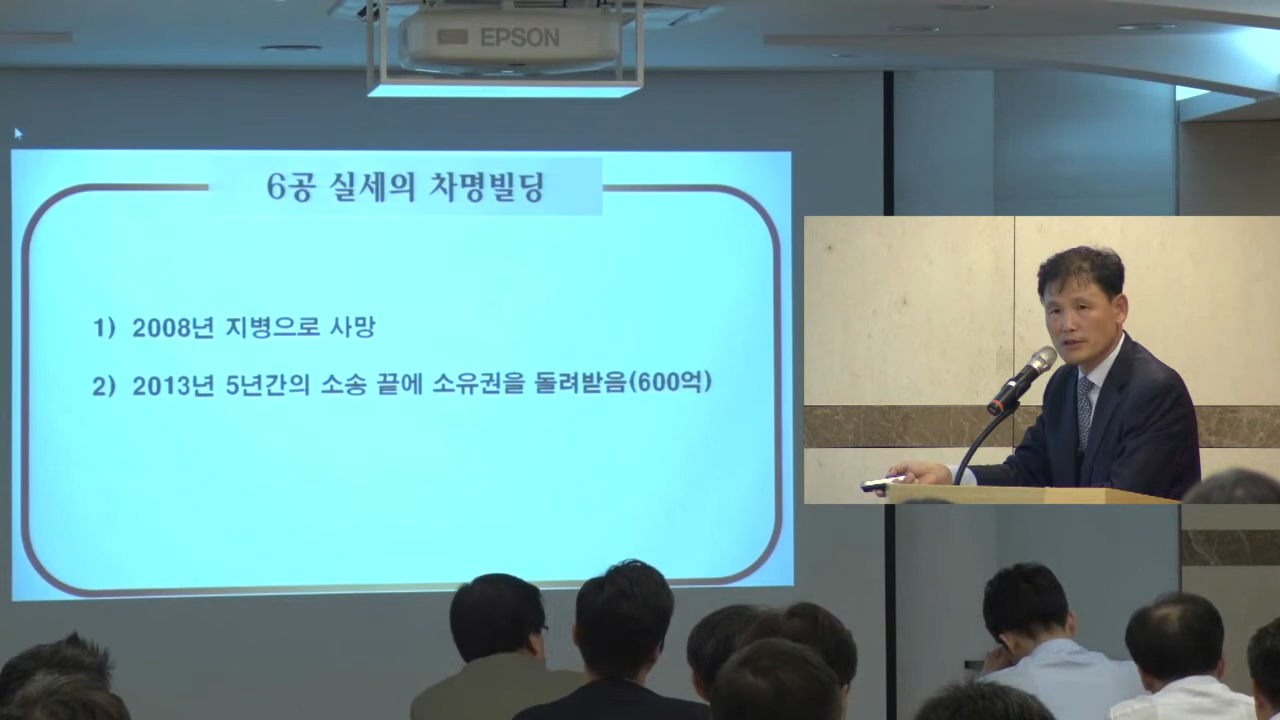 EPSON
6공 실세의 차명빌딩
1) 2008년 지병으로 사망
2) 2013년 5년간의 소송 끝에 소유권을 돌려받음(600억)